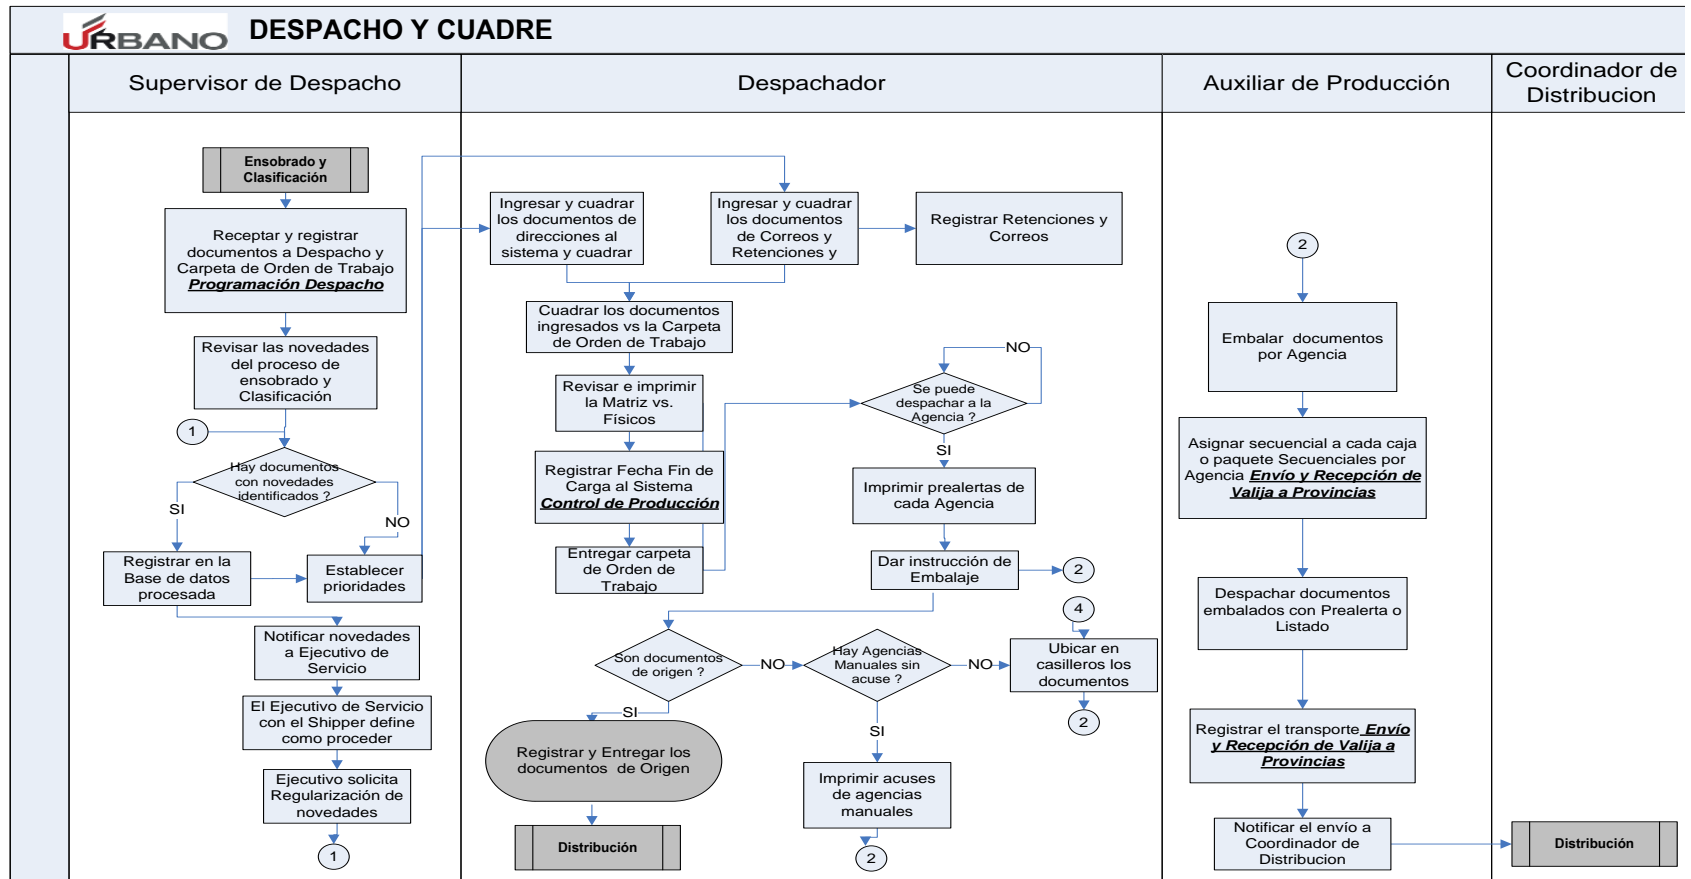 URBANO
DESPACHO Y CUADRE
Supervisor de Despacho
Despachador
Auxiliar de Producción
Coordinador de
Distribucion
Ensobrado y
Clasificación
Receptar y registrar
documentos a Despacho y
Carpeta de Orden de Trabajo
Programación Despacho
Revisar las novedades
del proceso de
ensobrado y
Clasificación
1
Hay documentos
con novedades
identificados ?
SI
NO
Registrar en la
Base de datos
procesada
Establecer
prioridades
Notificar novedades
a Ejecutivo de
Servicio
El Ejecutivo de Servicio
con el Shipper define
como proceder
Ejecutivo solicita
Regularización de
novedades
1
Ingresar y cuadrar
los documentos de
direcciones al
sistema y cuadrar
Ingresar y cuadrar
los documentos
de Correos y
Retenciones y
Registrar Retenciones y
Correos
Cuadrar los documentos
ingresados vs la Carpeta
de Orden de Trabajo
Revisar e imprimir
la Matriz vs.
Físicos
Registrar Fecha Fin de
Carga al Sistema
Control de Producción
Entregar carpeta
de Orden de
Trabajo
NO
Se puede
despachar a la
Agencia ?
SI
Imprimir prealertas de
cada Agencia
Dar instrucción de
Embalaje
2
Son documentos
de origen ?
NO
Hay Agencias
Manuales sin
acuse ?
NO
4
Ubicar en
casilleros los
documentos
2
SI
Registrar y Entregar los
documentos de Origen
Distribución
SI
Imprimir acuses
de agencias
manuales
2
2
Embalar documentos
por Agencia
Asignar secuencial a cada caja
o paquete Secuenciales por
Agencia Envío y Recepción de
Valija a Provincias
Despachar documentos
embalados con Prealerta o
Listado
Registrar el transporte Envío
y Recepción de Valija a
Provincias
Notificar el envío a
Coordinador de
Distribucion
Distribución